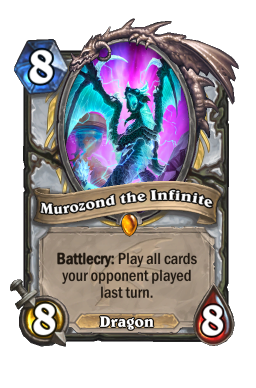 8
Murozond the Infinite
Battlecry: Play all cards
your opponent played
last turn.
8
Dragon
8